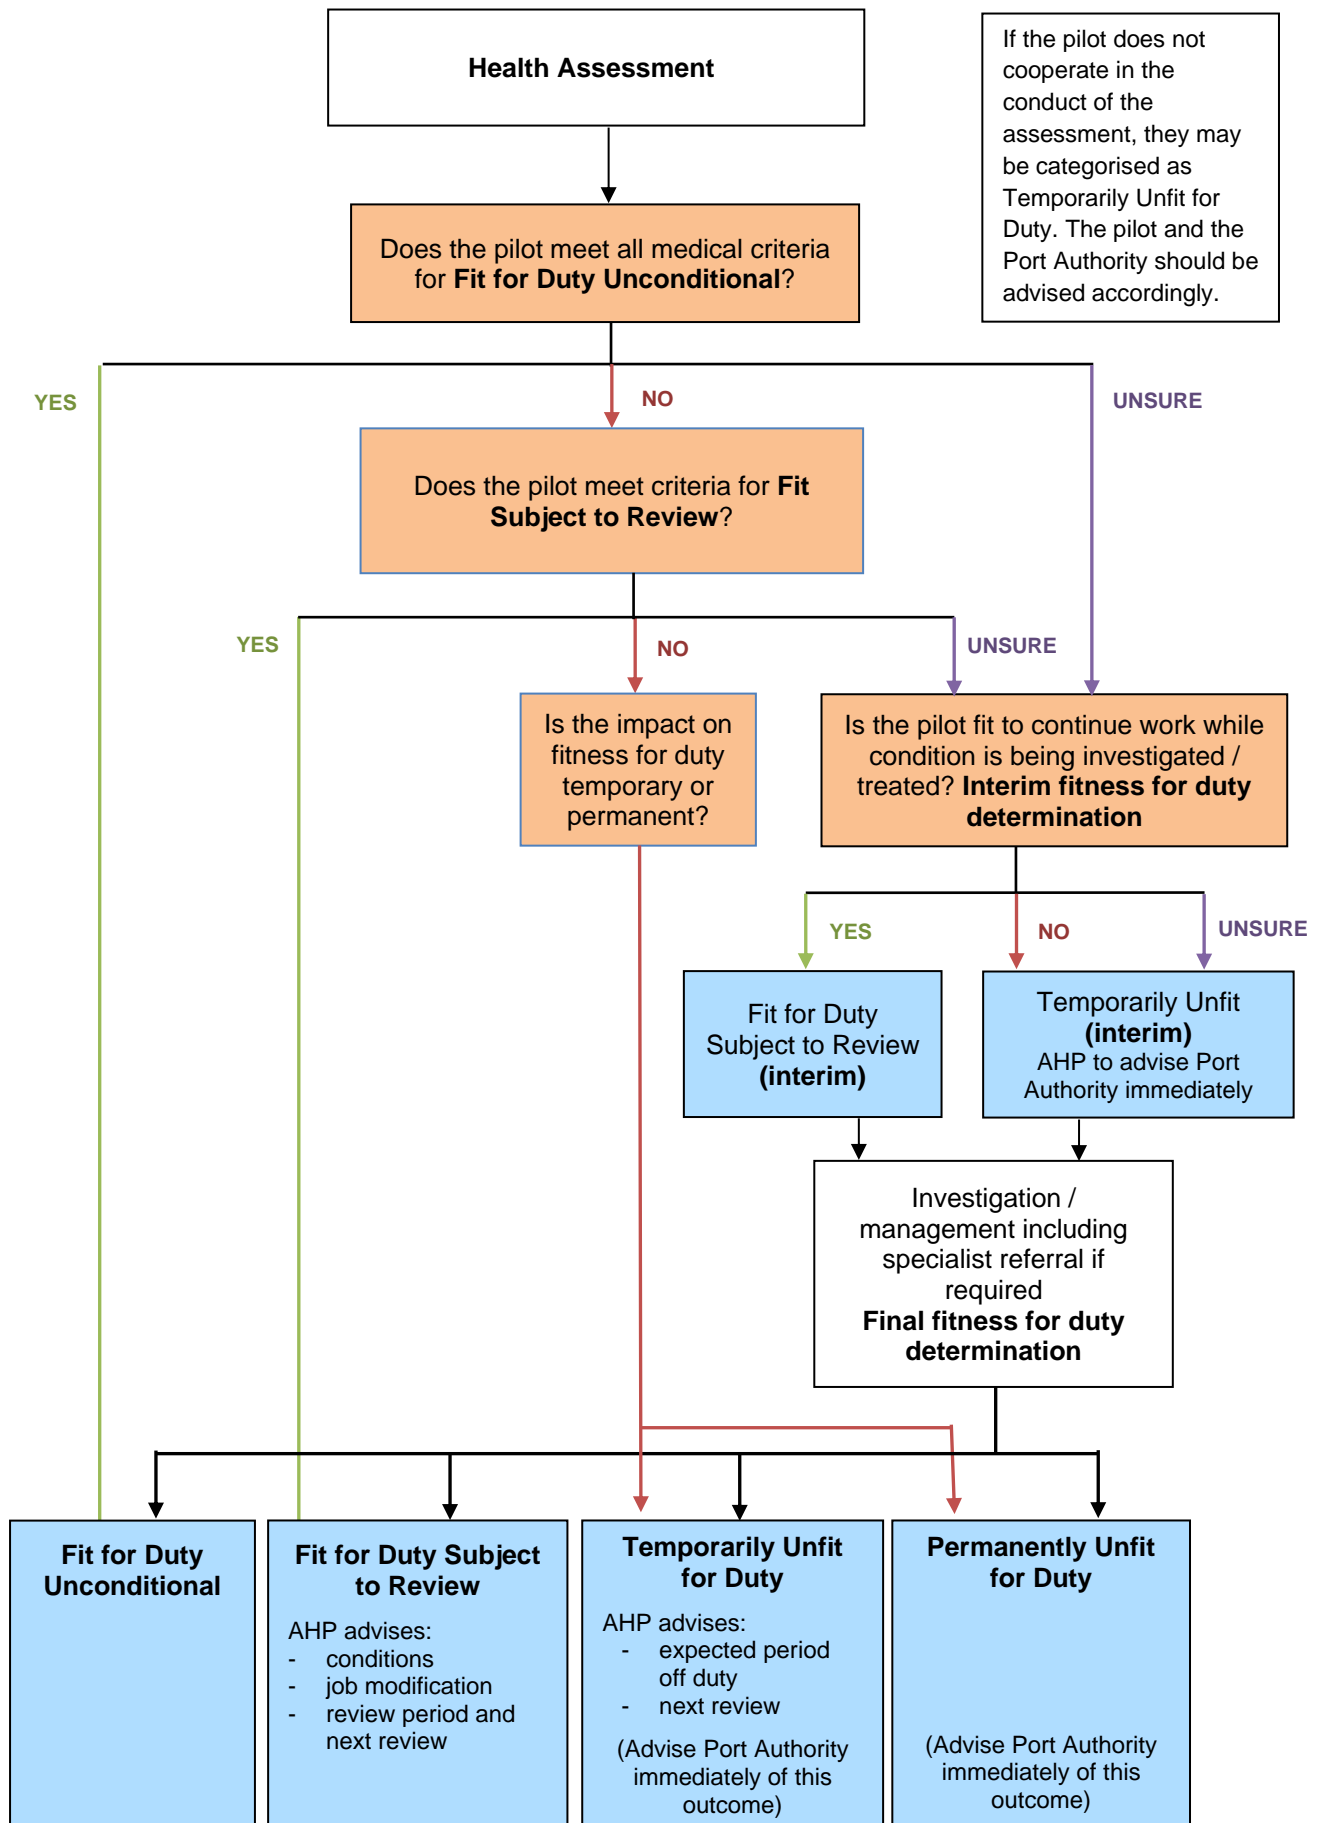 Health Assessment
If the pilot does not
cooperate in the
conduct of the
assessment, they may
be categorised as
Temporarily Unfit for
Duty. The pilot and the
Port Authority should be
advised accordingly.
Does the pilot meet all medical criteria
for Fit for Duty Unconditional?
YES
NO
UNSURE
Does the pilot meet criteria for Fit
Subject to Review?
YES
NO
UNSURE
Is the impact on
fitness for duty
temporary or
permanent?
Is the pilot fit to continue work while
condition is being investigated /
treated? Interim fitness for duty
determination
YES
NO
UNSURE
Fit for Duty
Subject to Review
(interim)
Temporarily Unfit
(interim)
AHP to advise Port
Authority immediately
Investigation /
management including
specialist referral if
required
Final fitness for duty
determination
Fit for Duty
Unconditional
Fit for Duty Subject
to Review
AHP advises:
- conditions
- job modification
- review period and
next review
Temporarily Unfit
for Duty
AHP advises:
- expected period
off duty
- next review
(Advise Port Authority
immediately of this
outcome)
Permanently Unfit
for Duty
(Advise Port Authority
immediately of this
outcome)